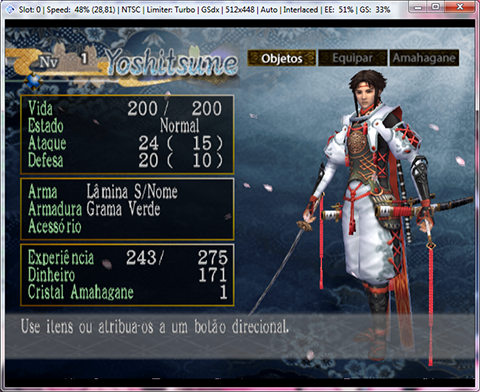 Slot: 0 | Speed: 48% (28,81) | NTSC | Limiter: Turbo | GSdx | 512x448 | Auto | Interlaced | EE: 51% | GS: 33%
Nv 1 Yoshitsune
Objetos Equipar Amahagane
Vida 200 / 200
Estado Normal
Ataque 24 ( 15 )
Defesa 20 ( 10 )
Arma Lâmina S/Nome
Armadura Grama Verde
Acessório
Experiência 243/ 275
Dinheiro 171
Cristal Amahagane 1
Use itens ou atribua-os a um botão direcional.